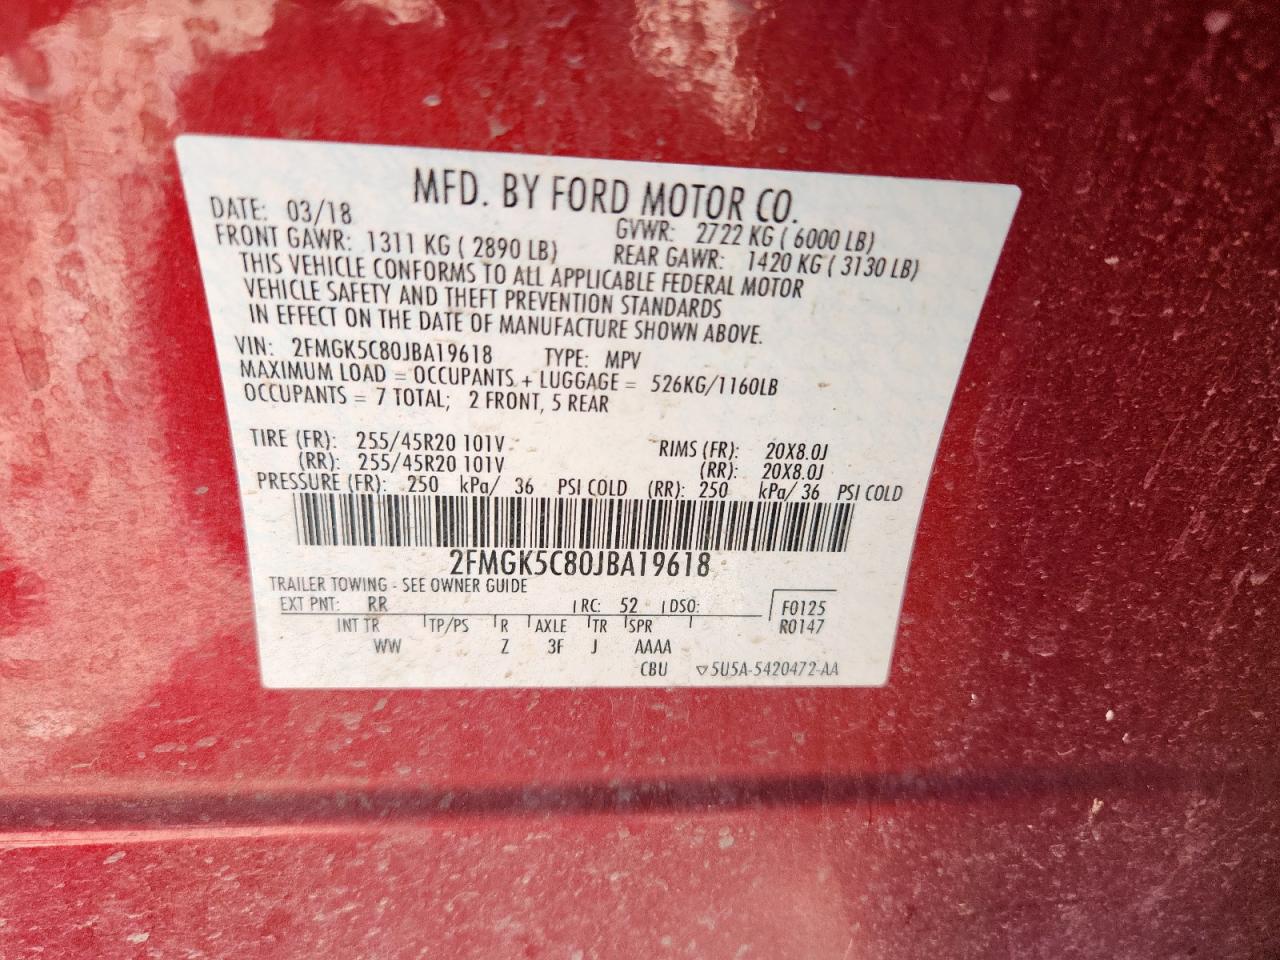 MFD. BY FORD MOTOR CO.
DATE: 03/18 GVWR: 2722 KG ( 6000 LB)
FRONT GAWR: 1311 KG ( 2890 LB) REAR GAWR: 1420 KG ( 3130 LB)
THIS VEHICLE CONFORMS TO ALL APPLICABLE FEDERAL MOTOR
VEHICLE SAFETY AND THEFT PREVENTION STANDARDS
IN EFFECT ON THE DATE OF MANUFACTURE SHOWN ABOVE.
VIN: 2FMGK5C80JBA19618 TYPE: MPV
MAXIMUM LOAD = OCCUPANTS + LUGGAGE = 526KG/1160LB
OCCUPANTS = 7 TOTAL; 2 FRONT, 5 REAR
TIRE (FR): 255/45R20 101V RIMS (FR): 20X8.0J
(RR): 255/45R20 101V (RR): 20X8.0J
PRESSURE (FR): 250 kPa/ 36 PSI COLD (RR): 250 kPa/ 36 PSI COLD
2FMGK5C80JBA19618
TRAILER TOWING - SEE OWNER GUIDE
EXT PNT: RR RC: 52 DSO: F0125
INT TR TP/PS R AXLE TR SPR R0147
WW Z 3F J AAAA
CBU ▽5U5A-5420472-AA